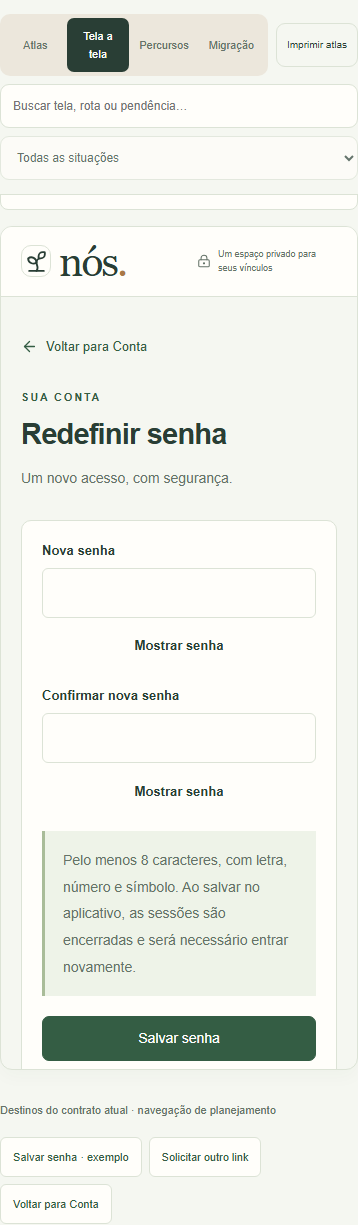 Atlas
Tela a
tela
Percursos
Migração
Imprimir atlas
Buscar tela, rota ou pendência…
Todas as situações
nós.
Um espaço privado para
seus vínculos
Voltar para Conta
SUA CONTA
Redefinir senha
Um novo acesso, com segurança.
Nova senha
Mostrar senha
Confirmar nova senha
Mostrar senha
Pelo menos 8 caracteres, com letra,
número e símbolo. Ao salvar no
aplicativo, as sessões são
encerradas e será necessário entrar
novamente.
Salvar senha
Destinos do contrato atual · navegação de planejamento
Salvar senha · exemplo
Solicitar outro link
Voltar para Conta